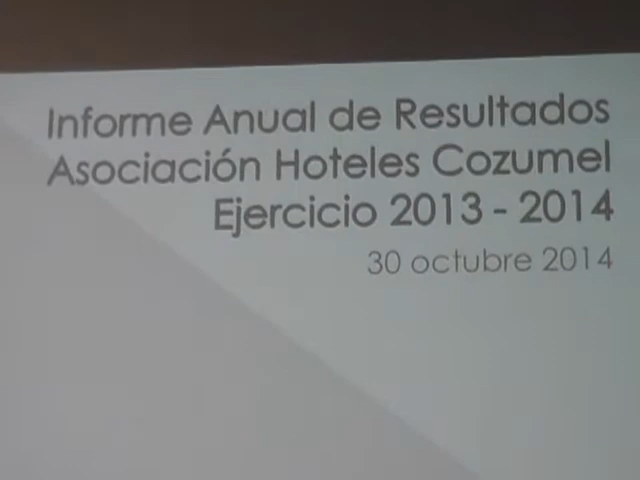 Informe Anual de Resultados
Asociación Hoteles Cozumel
Ejercicio 2013 - 2014
30 octubre 2014